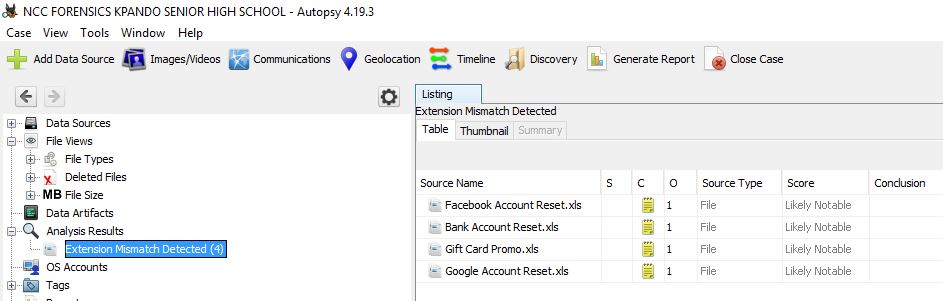 NCC FORENSICS KPANDO SENIOR HIGH SCHOOL - Autopsy 4.19.3
Case View Tools Window Help
Add Data Source Images/Videos Communications Geolocation Timeline Discovery Generate Report Close Case
Listing
Extension Mismatch Detected
Table Thumbnail Summary
Source Name S C O Source Type Score Conclusion
Facebook Account Reset.xls 1 File Likely Notable
Bank Account Reset.xls 1 File Likely Notable
Gift Card Promo.xls 1 File Likely Notable
Google Account Reset.xls 1 File Likely Notable
Data Sources
File Views
File Types
Deleted Files
MB File Size
Data Artifacts
Analysis Results
Extension Mismatch Detected (4)
OS Accounts
Tags